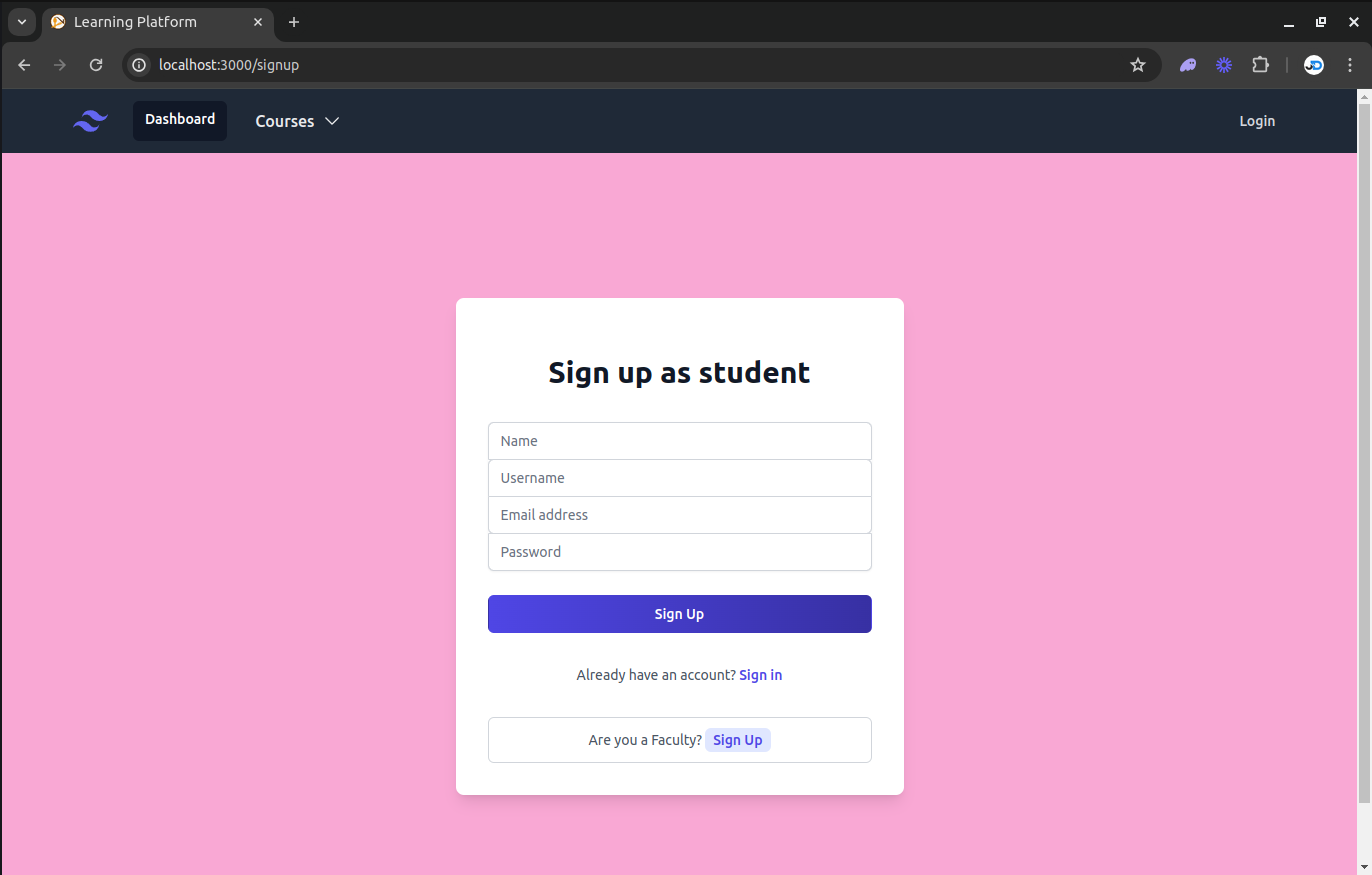 Learning Platform
localhost:3000/signup
Dashboard Courses Login
Sign up as student
Name
Username
Email address
Password
Sign Up
Already have an account? Sign in
Are you a Faculty? Sign Up